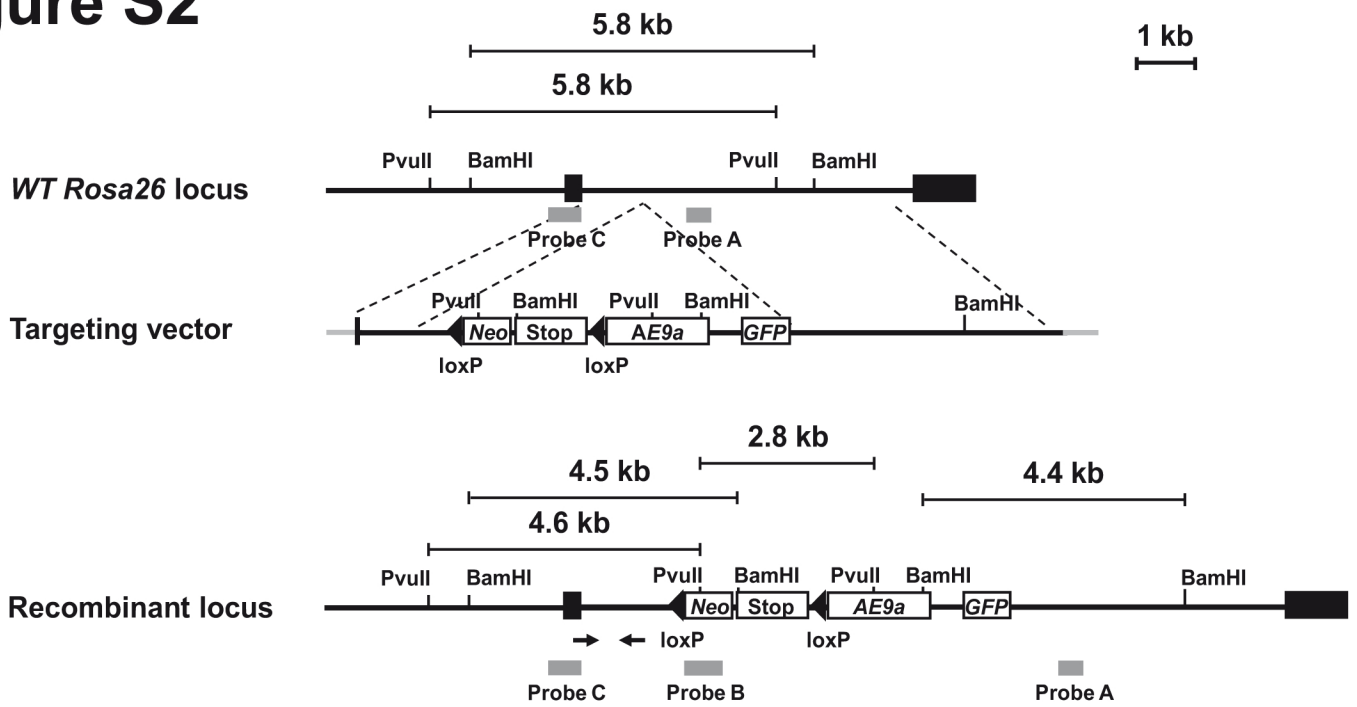 gure S2
5.8 kb
1 kb
5.8 kb
PvuII BamHI PvuII BamHI
WT Rosa26 locus
Probe C Probe A
PvuII BamHI PvuII BamHI BamHI
Targeting vector Neo Stop AE9a GFP
loxP loxP
2.8 kb
4.5 kb 4.4 kb
4.6 kb
PvuII BamHI PvuII BamHI PvuII BamHI BamHI
Recombinant locus Neo Stop AE9a GFP
loxP loxP
Probe C Probe B Probe A